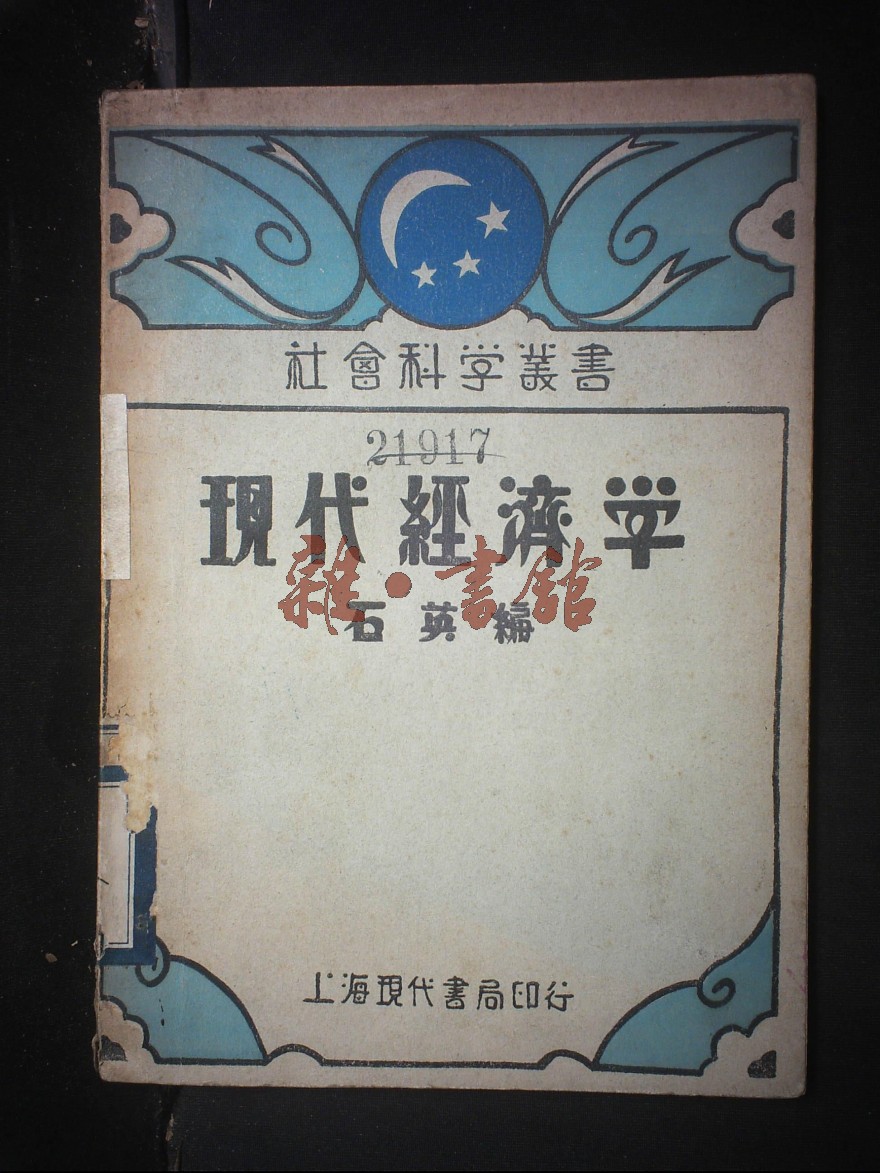 社會科学叢書
21917
現代經濟学
雜·書館
石英編
上海現代書局印行